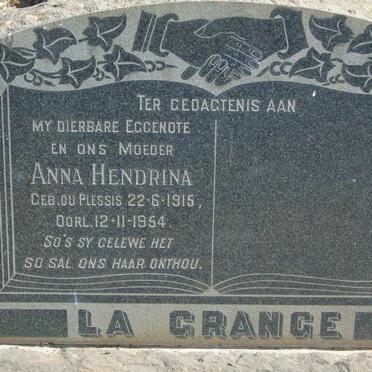 TER GEDAGTENIS AAN
MY DIERBARE EGGENOTE
EN ONS MOEDER
ANNA HENDRINA
GEB. DU PLESSIS 22-6-1915,
OORL. 12-11-1954.
SO'S SY GELEWE HET
SO SAL ONS HAAR ONTHOU.
LA GRANGE